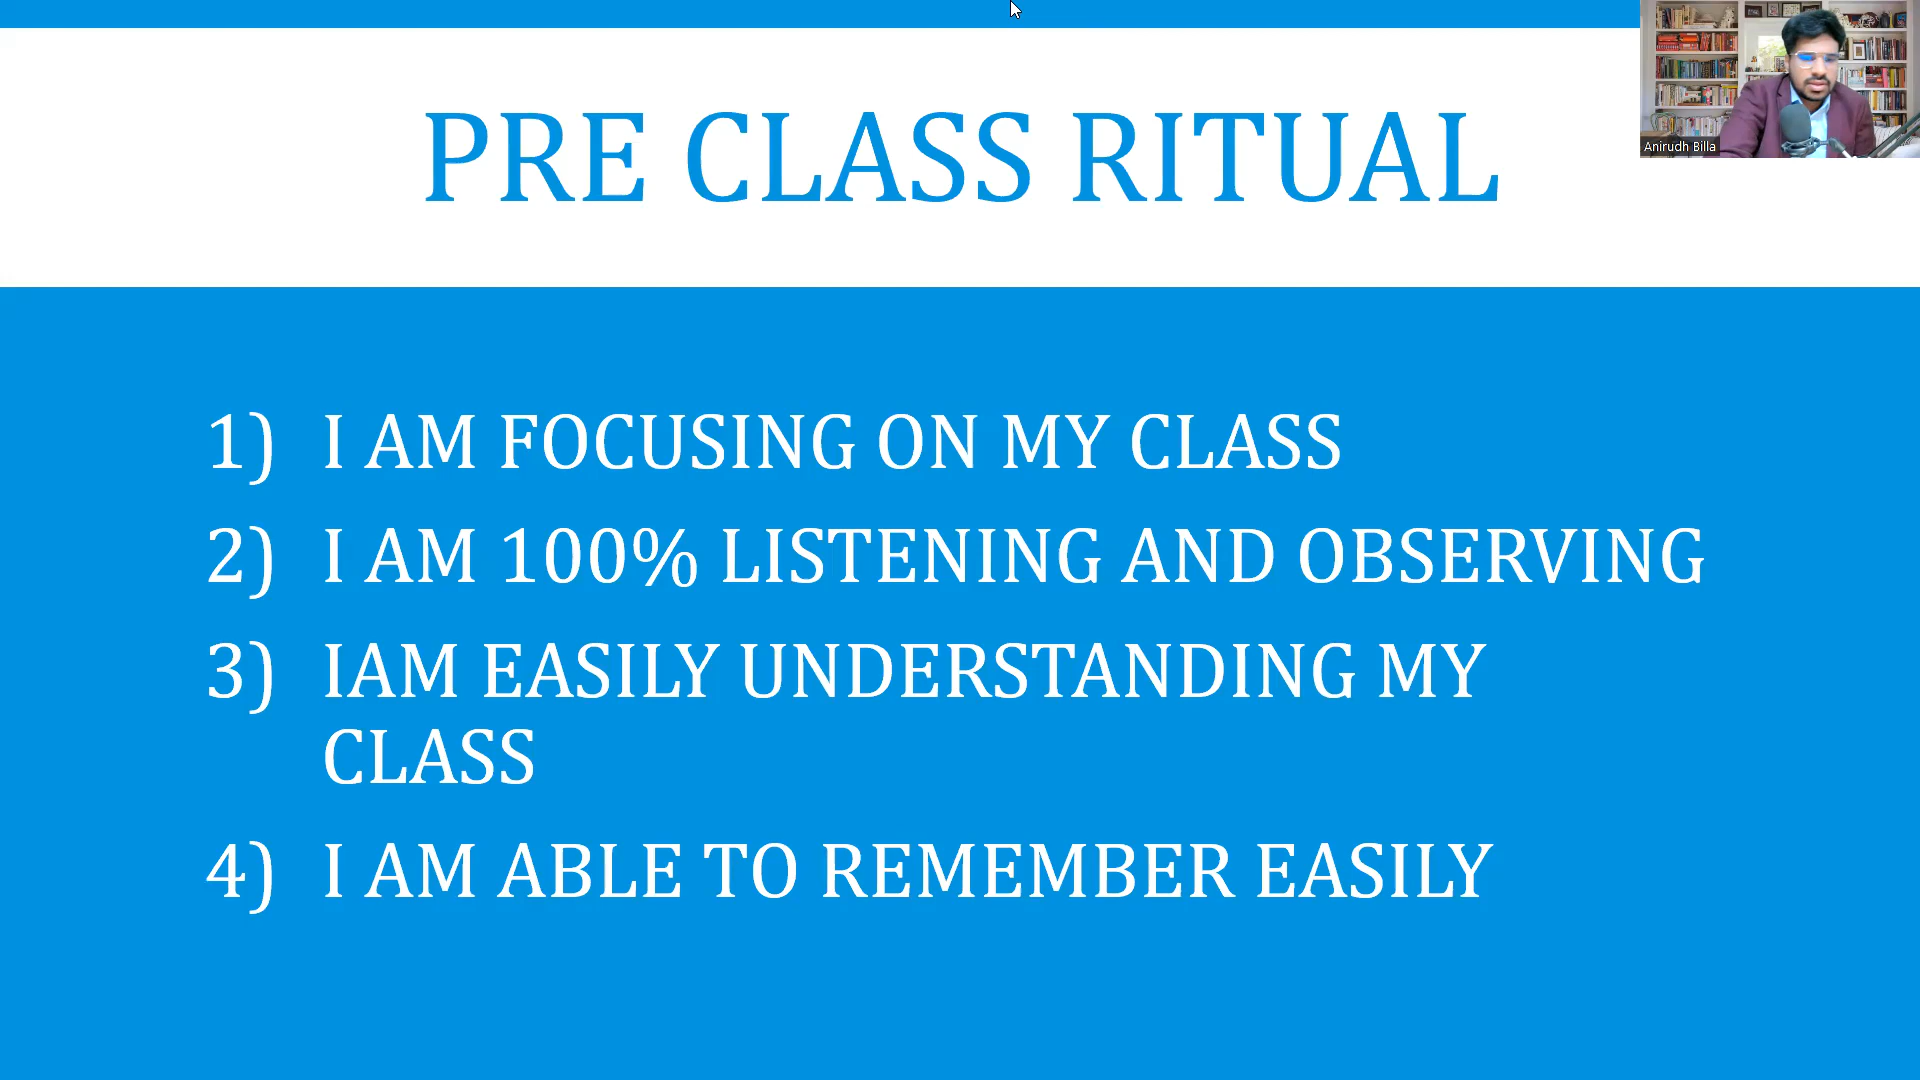 PRE CLASS RITUAL
Anirudh Billa
1) I AM FOCUSING ON MY CLASS
2) I AM 100% LISTENING AND OBSERVING
3) IAM EASILY UNDERSTANDING MY
CLASS
4) I AM ABLE TO REMEMBER EASILY